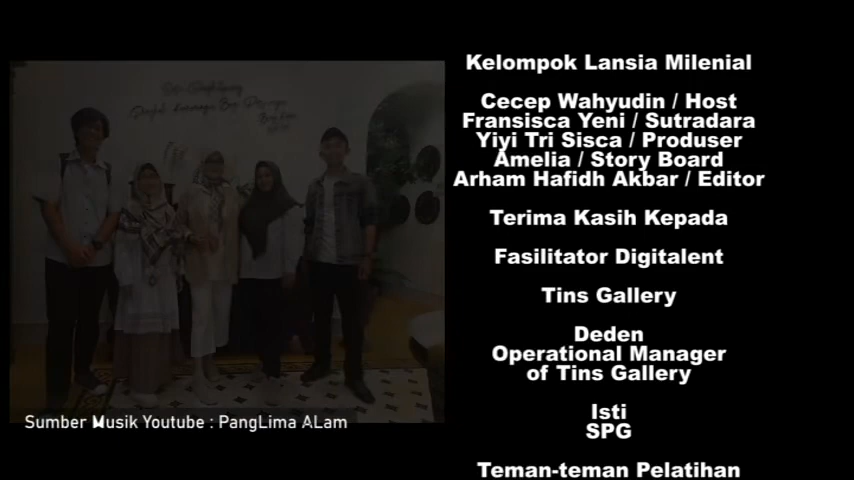 Kelompok Lansia Milenial
Cecep Wahyudin / Host
Fransisca Yeni / Sutradara
Yiyi Tri Sisca / Produser
Amelia / Story Board
Arham Hafidh Akbar / Editor
Terima Kasih Kepada
Fasilitator Digitalent
Tins Gallery
Deden
Operational Manager
of Tins Gallery
Isti
SPG
Teman-teman Pelatihan
Sumber Musik Youtube : PangLima ALam